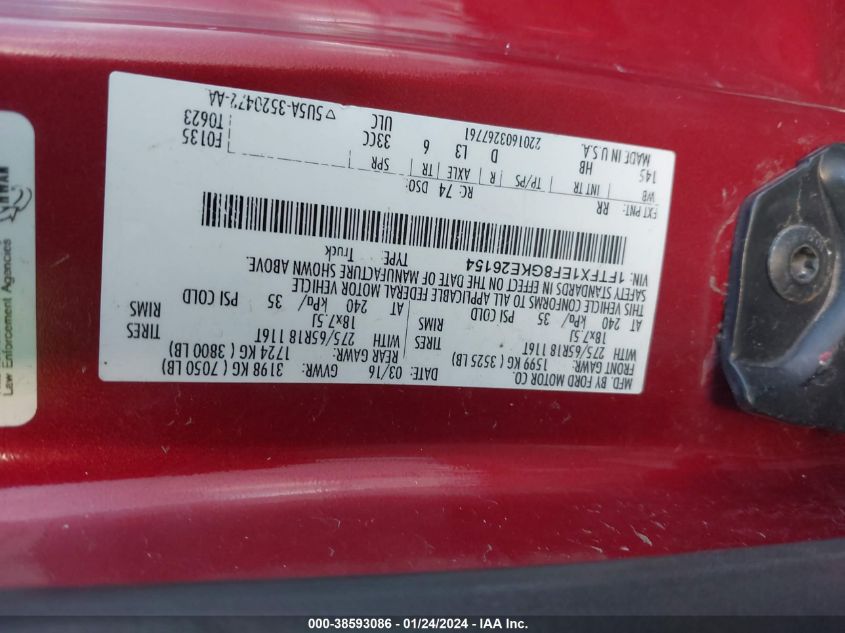 MFD. BY FORD MOTOR CO.
DATE: 03/16 GVWR: 3198 KG ( 7050 LB)
FRONT GAWR: 1599 KG ( 3525 LB) REAR GAWR: 1724 KG ( 3800 LB)
WITH 275/65R18 116T TIRES WITH 275/65R18 116T TIRES
18x7.5J RIMS 18x7.5J RIMS
AT 240 kPa/ 35 PSI COLD AT 240 kPa/ 35 PSI COLD
THIS VEHICLE CONFORMS TO ALL APPLICABLE FEDERAL MOTOR VEHICLE
SAFETY STANDARDS IN EFFECT ON THE DATE OF MANUFACTURE SHOWN ABOVE.
VIN: 1FTFX1EF8GKE26154 TYPE: Truck
EXT PNT: RR RC: 74 DSO:
WB INT TR TP/PS R AXLE TR SPR F0135
145 HB D L3 6 33CC T0623
ULC
MADE IN U.S.A. 2201603267761 ▽5U5A-3520472-AA
Law Enforcement Agencies
000-38593086 - 01/24/2024 - IAA Inc.